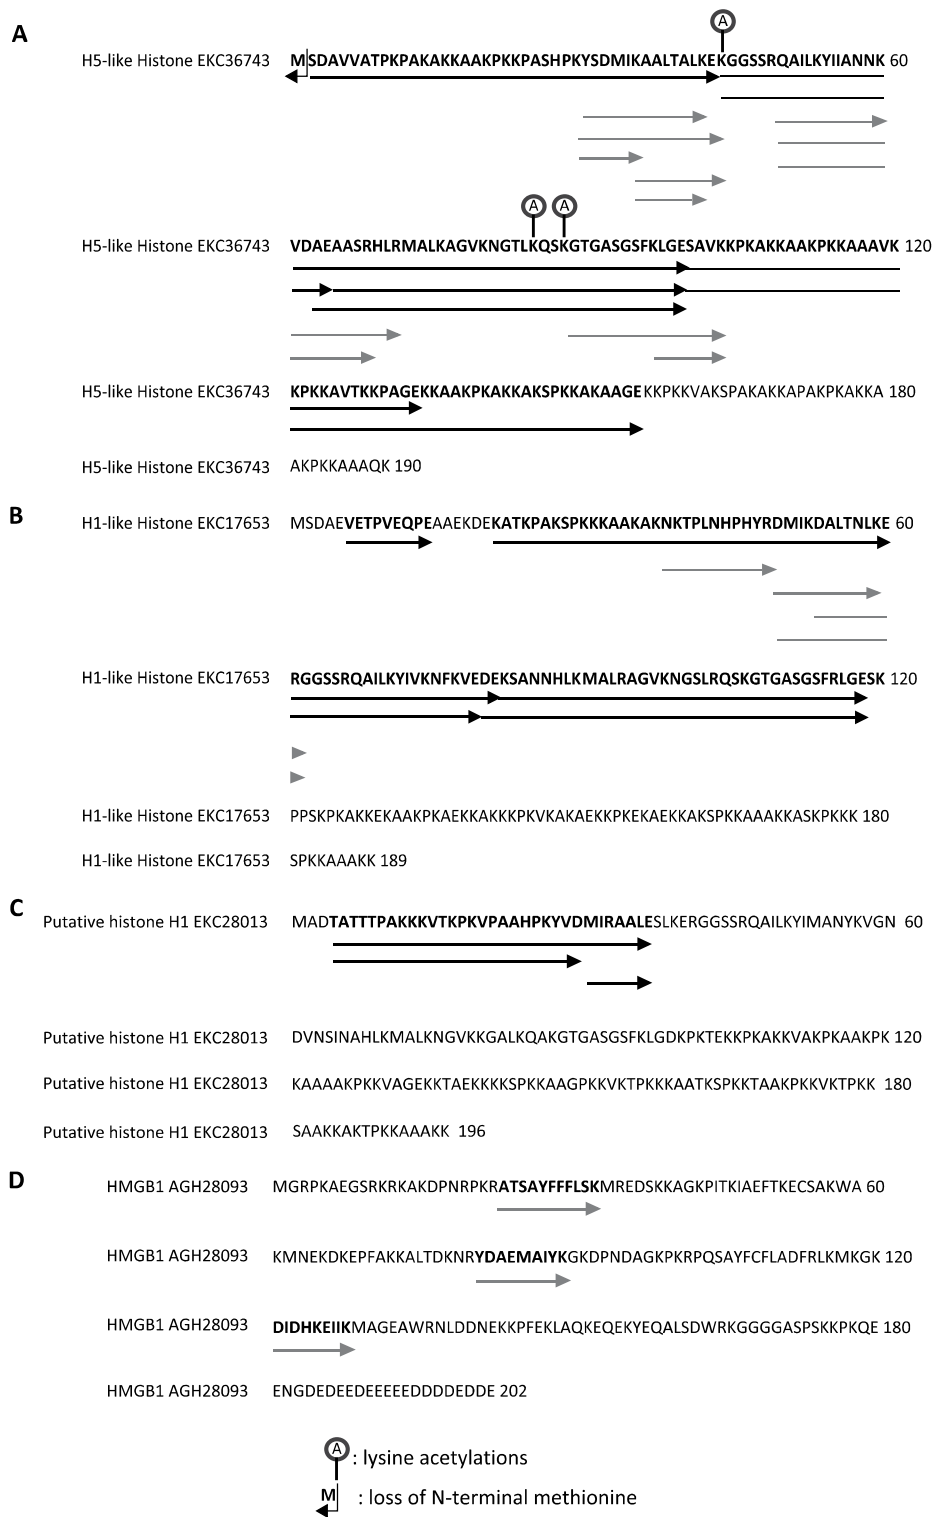 A
A
H5-like Histone EKC36743 MSDAVVATPKPAKAKKAAKPKKPASHPKYSDMIKAALTALKEKGGSSRQAILKYIIANNK 60
A A
H5-like Histone EKC36743 VDAEAASRHLRMALKAGVKNGTLKQSKGTGASGSFKLGESAVKKPKAKKAAKPKKAAAVK 120
H5-like Histone EKC36743 KPKKAVTKKPAGEKKAAKPKAKKAKSPKKAKAAGEKKPKKVAKSPAKAKKAPAKPKAKKA 180
H5-like Histone EKC36743 AKPKKAAAQK 190
B
H1-like Histone EKC17653 MSDAEVETPVEQPEAAEKDEKATKPAKSPKKKAAKAKNKTPLNHPHYRDMIKDALTNLKE 60
H1-like Histone EKC17653 RGGSSRQAILKYIVKNFKVEDEKSANNHLKMALRAGVKNGSLRQSKGTGASGSFRLGESK 120
H1-like Histone EKC17653 PPSKPKAKKEKAAKPKAEKKAKKKPKVKAKAEKKPKEKAEKKAKSPKKAAAKKASKPKKK 180
H1-like Histone EKC17653 SPKKAAAKK 189
C
Putative histone H1 EKC28013 MADTATTTPAKKKVTKPKVPAAHPKYVDMIRAALESLKERGGSSRQAILKYIMANYKVGN 60
Putative histone H1 EKC28013 DVNSINAHLKMALKNGVKKGALKQAKGTGASGSFKLGDKPKTEKKPKAKKVAKPKAAKPK 120
Putative histone H1 EKC28013 KAAAAKPKKVAGEKKTAEKKKKSPKKAAGPKKVKTPKKKAATKSPKKTAAKPKKVKTPKK 180
Putative histone H1 EKC28013 SAAKKAKTPKKAAAKK 196
D
HMGB1 AGH28093 MGRPKAEGSRKRKAKDPNRPKRATSAYFFFLSKMREDSKKAGKPITKIAEFTKECSAKWA 60
HMGB1 AGH28093 KMNEKDKEPFAKKALTDKNRYDAEMAIYKGKDPNDAGKPKRPQSAYFCFLADFRLKMKGK 120
HMGB1 AGH28093 DIDHKEIIKMAGEAWRNLDDNEKKPFEKLAQKEQEKYEQALSDWRKGGGGASPSKKPKQE 180
HMGB1 AGH28093 ENGDEDEEDEEEEEDDDDEDDE 202
A : lysine acetylations
M : loss of N-terminal methionine